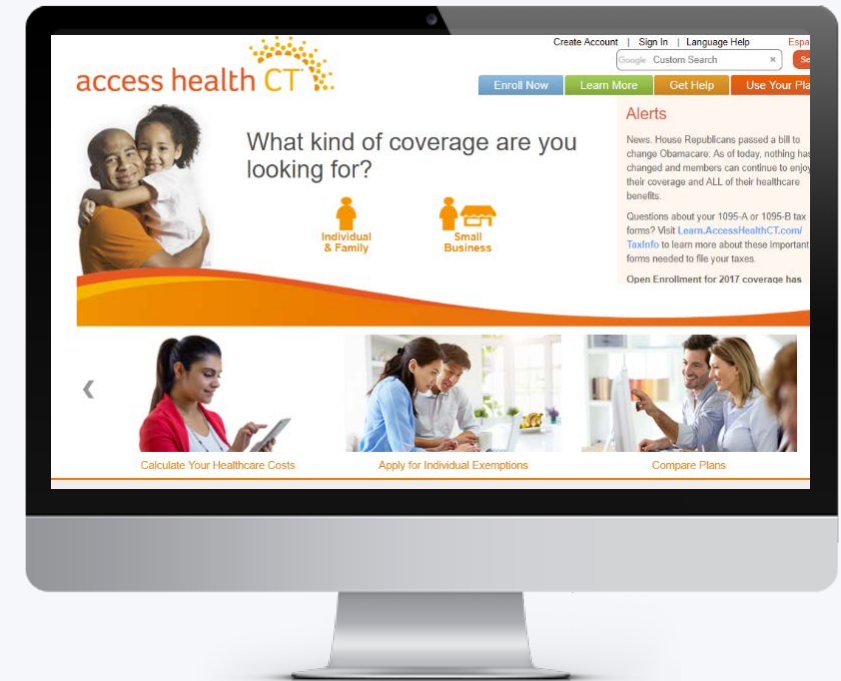 Create Account | Sign In | Language Help Espa
Google Custom Search × Se
access health CT
Enroll Now Learn More Get Help Use Your Pla
What kind of coverage are you
looking for?
Individual
& Family
Small
Business
Alerts
News. House Republicans passed a bill to
change Obamacare. As of today, nothing has
changed and members can continue to enjoy
their coverage and ALL of their healthcare
benefits.
Questions about your 1095-A or 1095-B tax
forms? Visit Learn.AccessHealthCT.com/
TaxInfo to learn more about these important
forms needed to file your taxes.
Open Enrollment for 2017 coverage has
Calculate Your Healthcare Costs
Apply for Individual Exemptions
Compare Plans